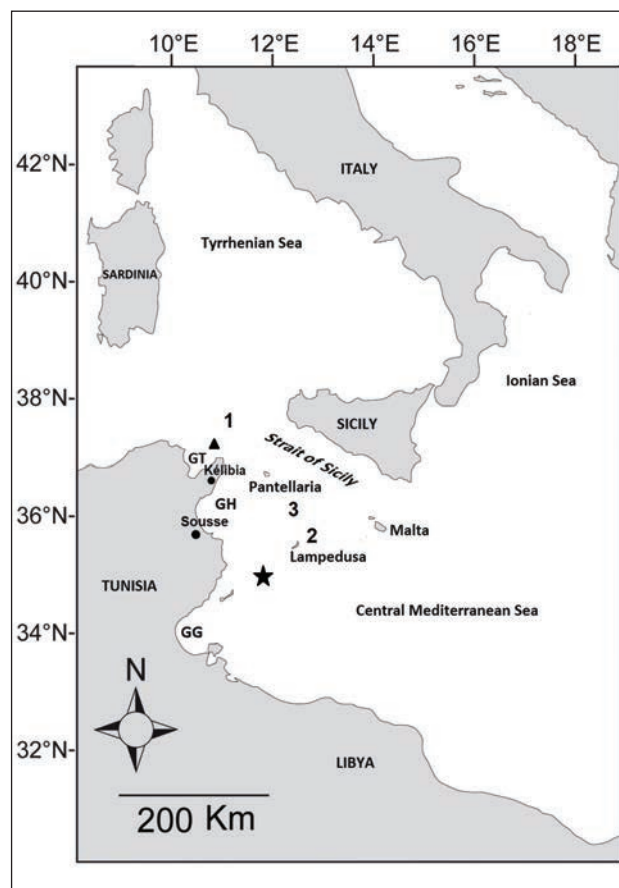 10°E 12°E 14°E 16°E 18°E
42°N
ITALY
Tyrrhenian Sea
40°N
SARDINIA
Ionian Sea
38°N
1
SICILY
GT
Strait of Sicily
Kélibia
Pantellaria
GH
3
36°N
Sousse
Malta
2
Lampedusa
TUNISIA
Central Mediterranean Sea
34°N
GG
N
32°N
LIBYA
200 Km